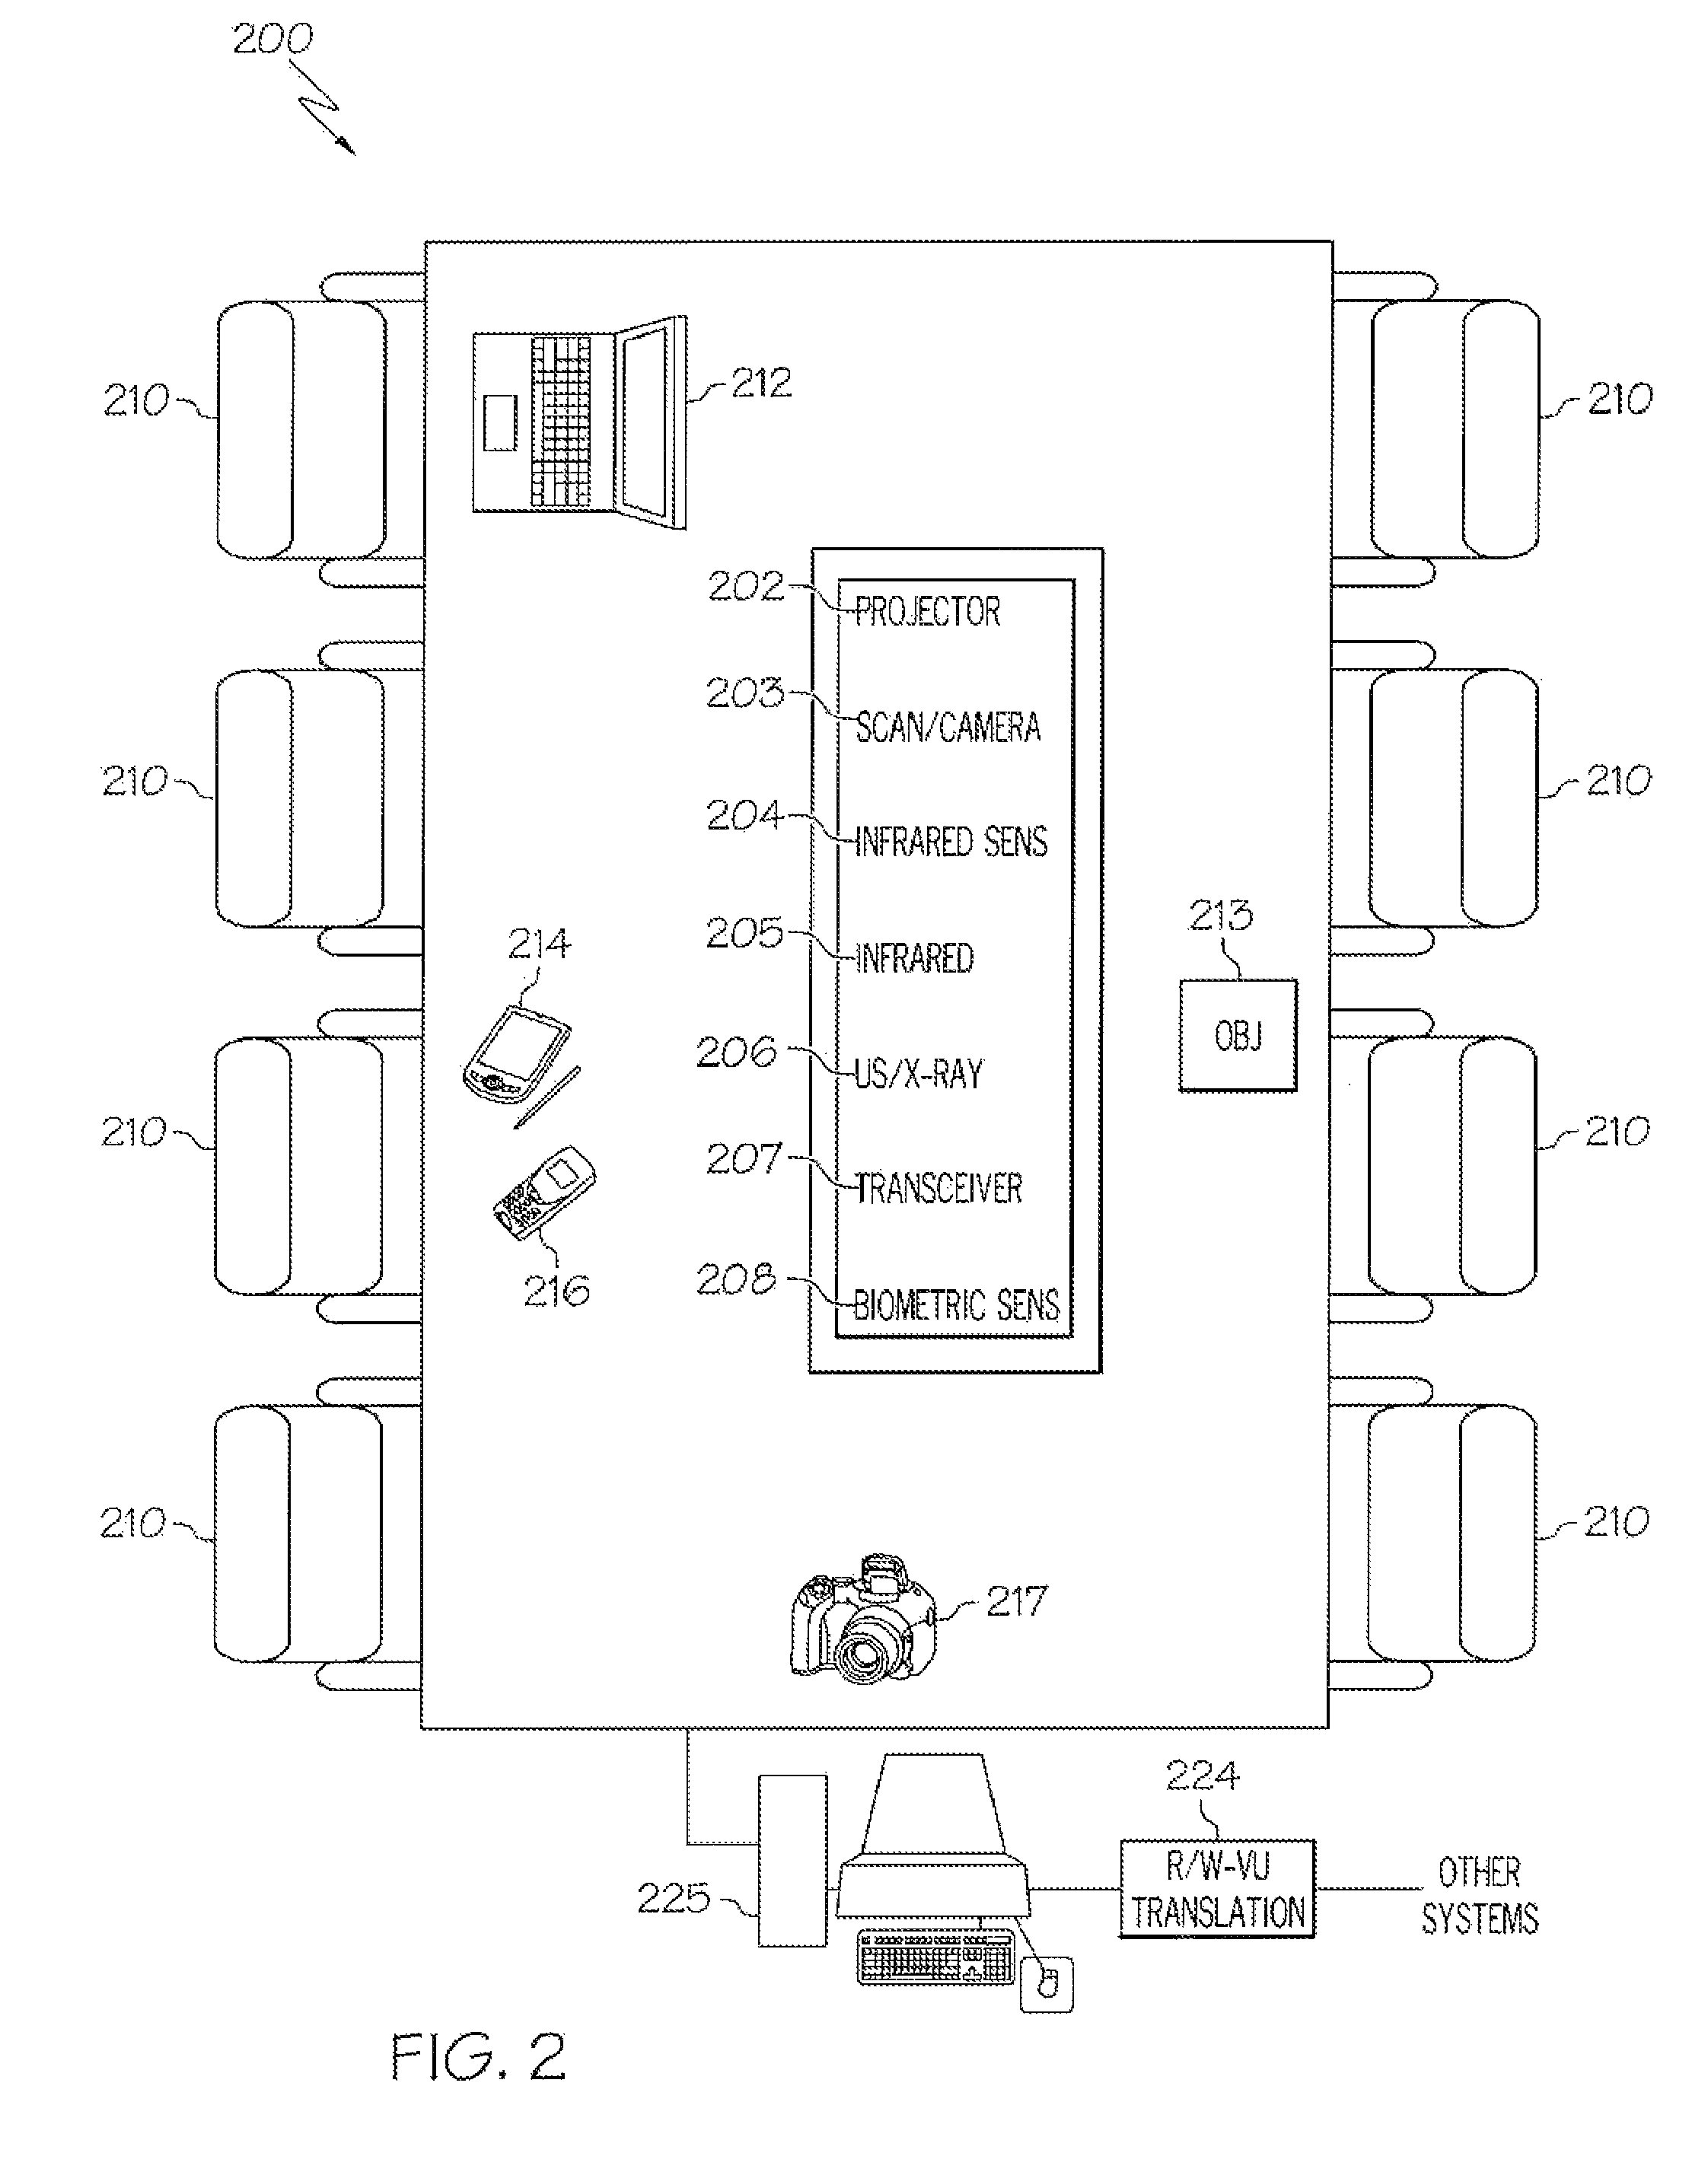 200
212
210
210
202
PROJECTOR
203
SCAN/CAMERA
210
210
204
INFRARED SENS
213
214
205
INFRARED
OBJ
206
US/X-RAY
210
210
207
TRANSCEIVER
216
208
BIOMETRIC SENS
210
210
217
224
R/W-VU
TRANSLATION
OTHER
SYSTEMS
225
FIG. 2